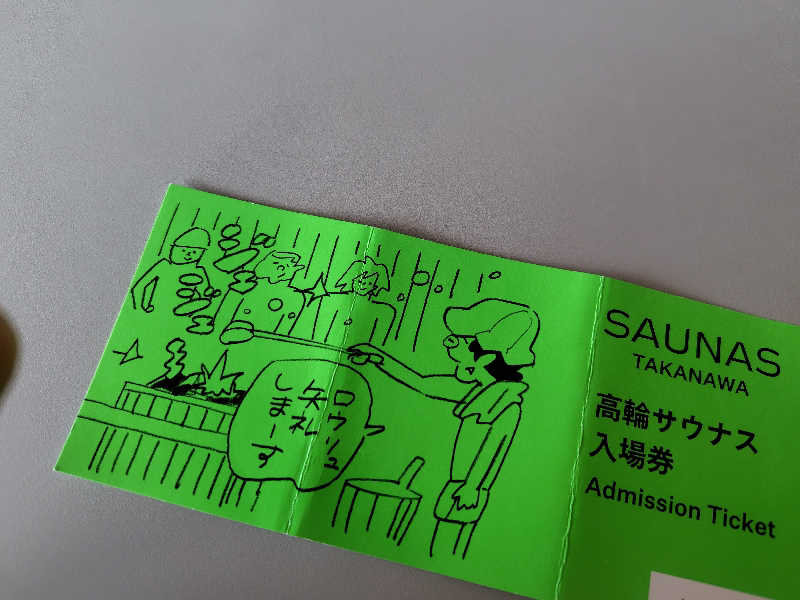 ロウリュ
失礼
しまーす
SAUNAS
TAKANAWA
高輪サウナス
入場券
Admission Ticket